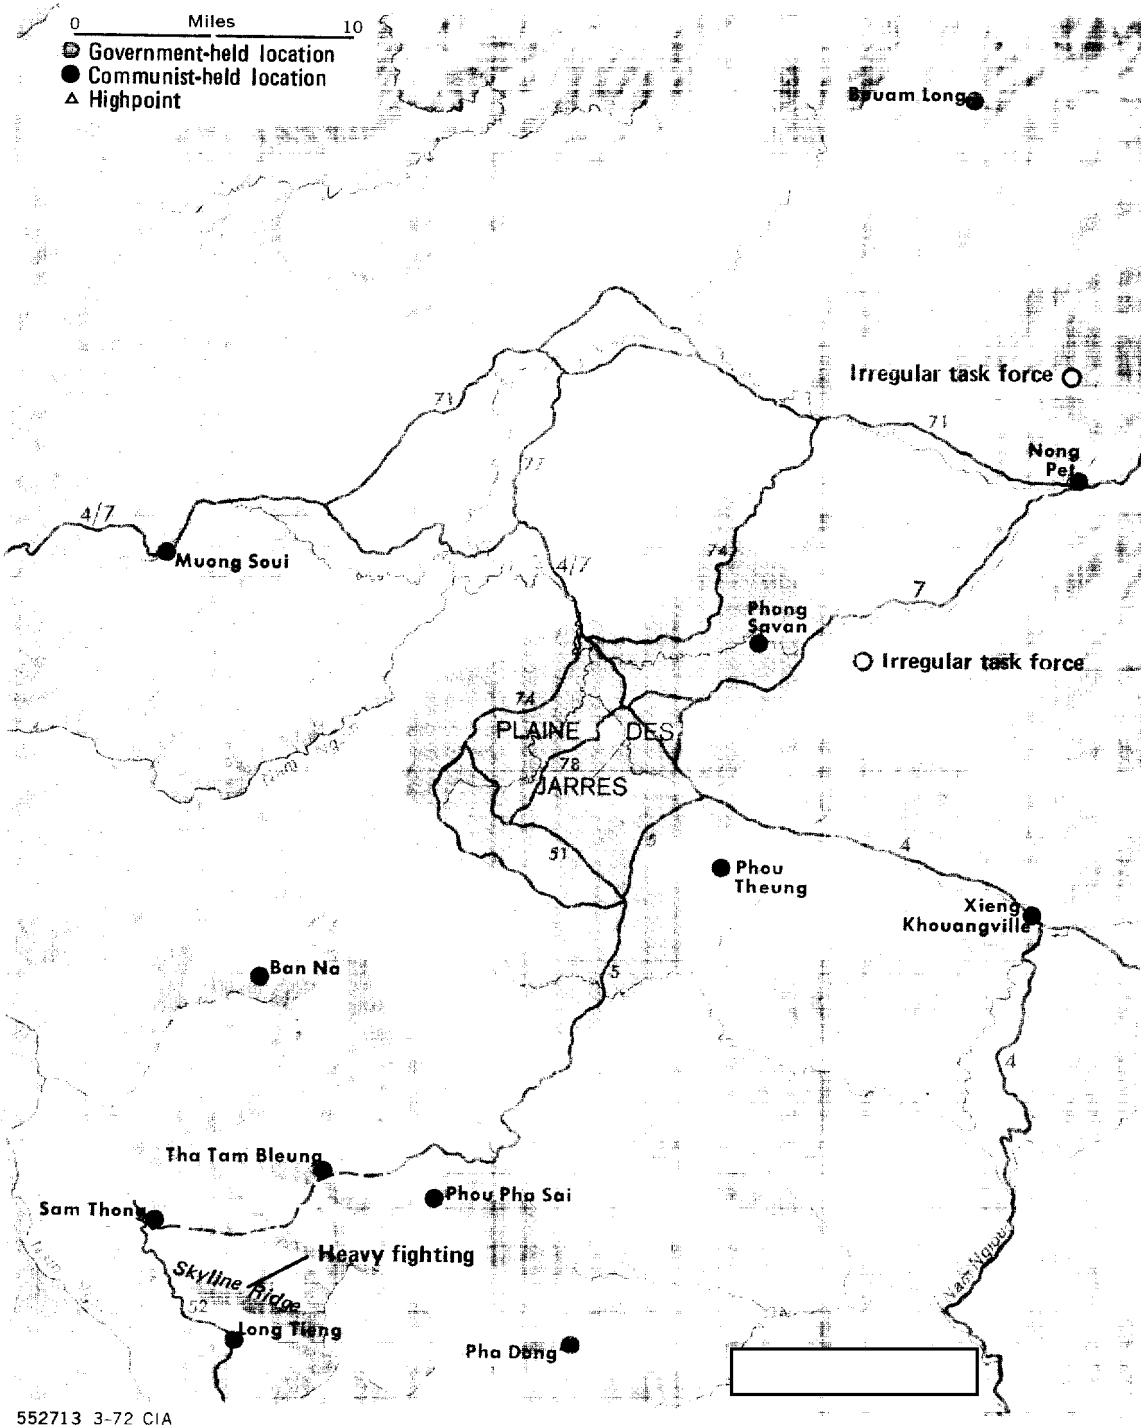 0 Miles 10
Government-held location
Communist-held location
Highpoint
Bouam Long
Irregular task force
71
71
Nong
Pet
77
4/7
Muong Soui
74
4/7
7
Phong
Savan
Irregular task force
74
PLAINE DES
78
JARRES
51
5
4
Phou
Theung
Xieng
Khouangville
Ban Na
5
4
Tha Tam Bleung
Phou Pha Sai
Sam Thong
Heavy fighting
Skyline Ridge
52
Long Tieng
Pha Dong
552713 3-72 CIA